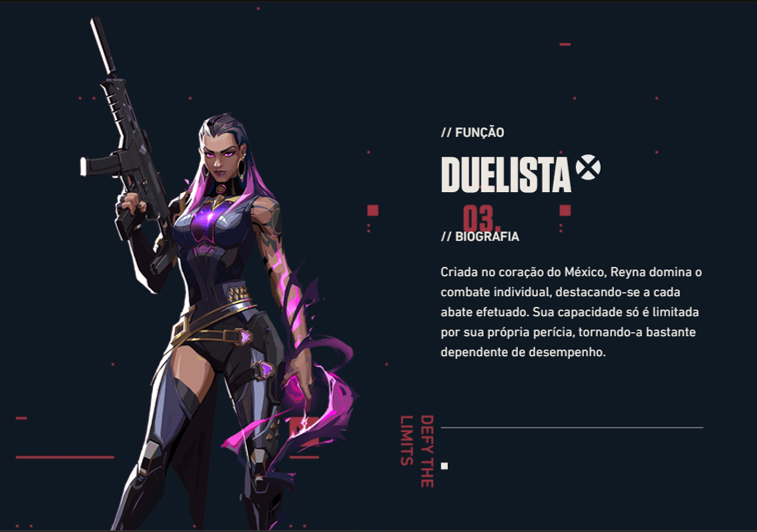 // FUNÇÃO
DUELISTA
03.
// BIOGRAFIA
Criada no coração do México, Reyna domina o
combate individual, destacando-se a cada
abate efetuado. Sua capacidade só é limitada
por sua própria perícia, tornando-a bastante
dependente de desempenho.
DEFY THE
LIMITS